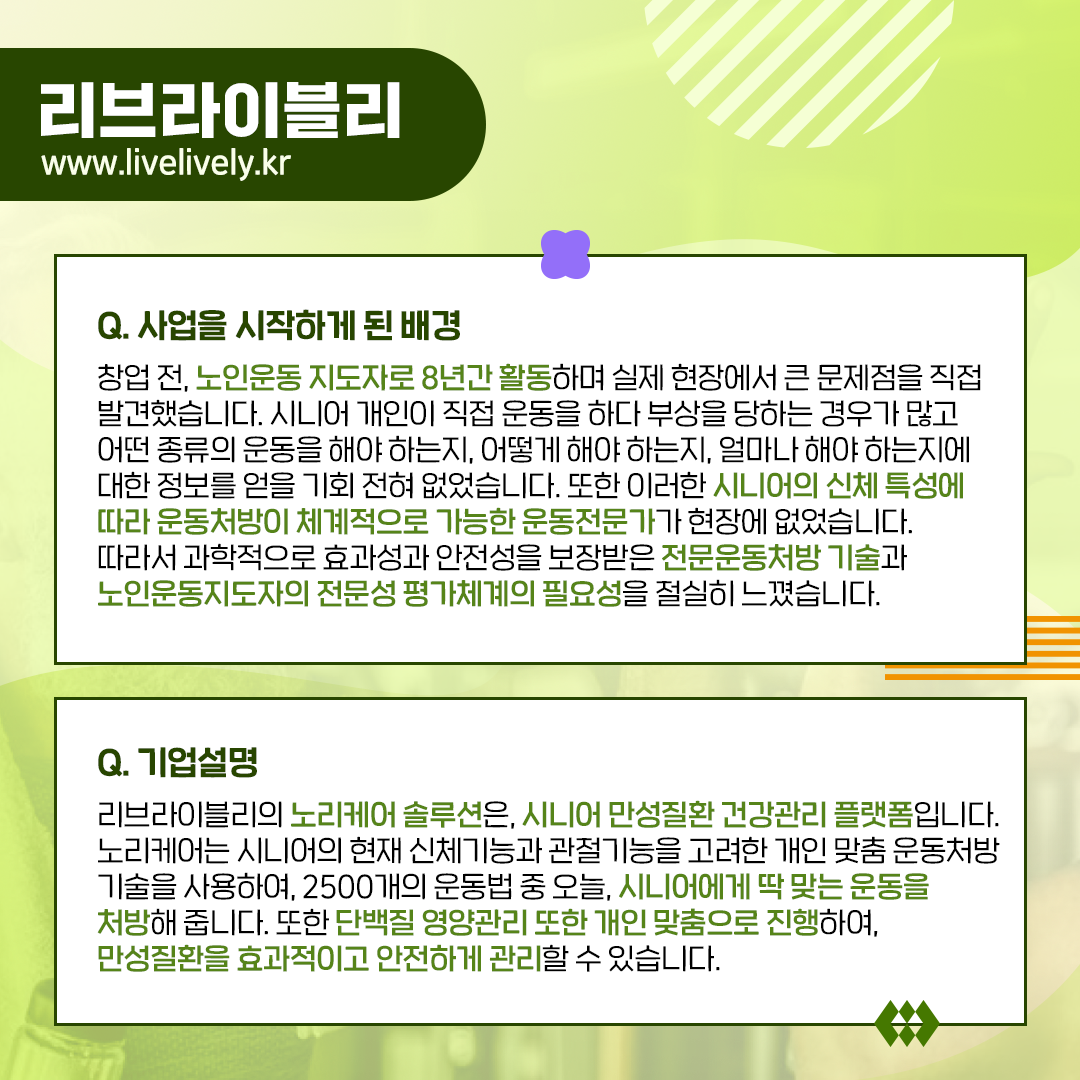 리브라이블리
www.livelively.kr
Q. 사업을 시작하게 된 배경
창업 전, 노인운동 지도자로 8년간 활동하며 실제 현장에서 큰 문제점을 직접
발견했습니다. 시니어 개인이 직접 운동을 하다 부상을 당하는 경우가 많고
어떤 종류의 운동을 해야 하는지, 어떻게 해야 하는지, 얼마나 해야 하는지에
대한 정보를 얻을 기회 전혀 없었습니다. 또한 이러한 시니어의 신체 특성에
따라 운동처방이 체계적으로 가능한 운동전문가가 현장에 없었습니다.
따라서 과학적으로 효과성과 안전성을 보장받은 전문운동처방 기술과
노인운동지도자의 전문성 평가체계의 필요성을 절실히 느꼈습니다.
Q. 기업설명
리브라이블리의 노리케어 솔루션은, 시니어 만성질환 건강관리 플랫폼입니다.
노리케어는 시니어의 현재 신체기능과 관절기능을 고려한 개인 맞춤 운동처방
기술을 사용하여, 2500개의 운동법 중 오늘, 시니어에게 딱 맞는 운동을
처방해 줍니다. 또한 단백질 영양관리 또한 개인 맞춤으로 진행하여,
만성질환을 효과적이고 안전하게 관리할 수 있습니다.